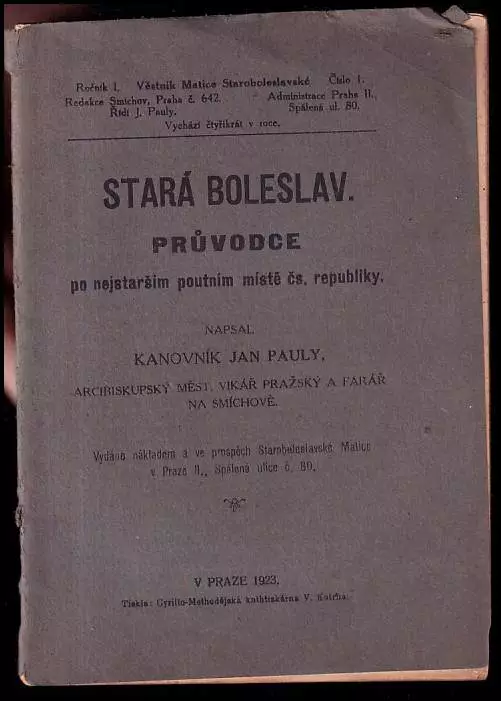 Ročník I. Věstník Matice Staroboleslavské Číslo 1.
Redakce Smíchov, Praha č. 642. Administrace Praha II.
Řídí J. Pauly. Spálená ul. 80.
Vychází čtyřikrát v roce.
STARÁ BOLESLAV.
PRŮVODCE
po nejstarším poutním místě čs. republiky.
NAPSAL
KANOVNÍK JAN PAULY,
ARCIBISKUPSKÝ MĚST. VIKÁŘ PRAŽSKÝ A FARÁŘ
NA SMÍCHOVĚ.
Vydáno nákladem a ve prospěch Staroboleslavské Matice
v Praze II., Spálená ulice č. 80.
V PRAZE 1923.
Tiskla: Cyrillo-Methodějská knihtiskárna V. Kotrba.